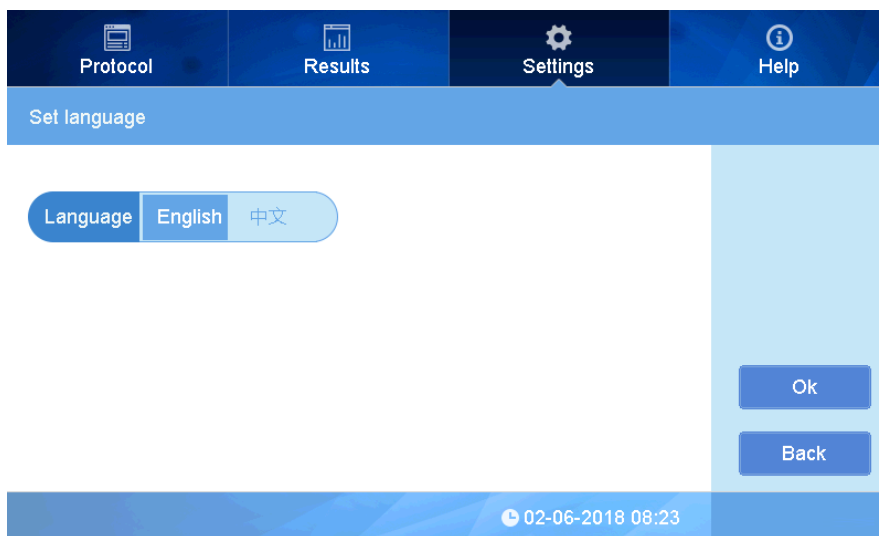 Protocol
Results
Settings
Help
Set language
Language English 中文
Ok
Back
02-06-2018 08:23